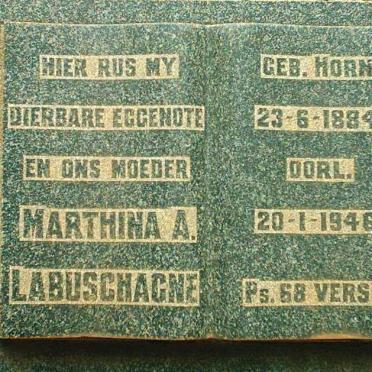 HIER RUS MY
DIERBARE EGGENOTE
EN ONS MOEDER
MARTHINA A.
LABUSCHAGNE
GEB. HORN
23-6-1884
OORL.
20-1-1946
Ps. 68 VERS